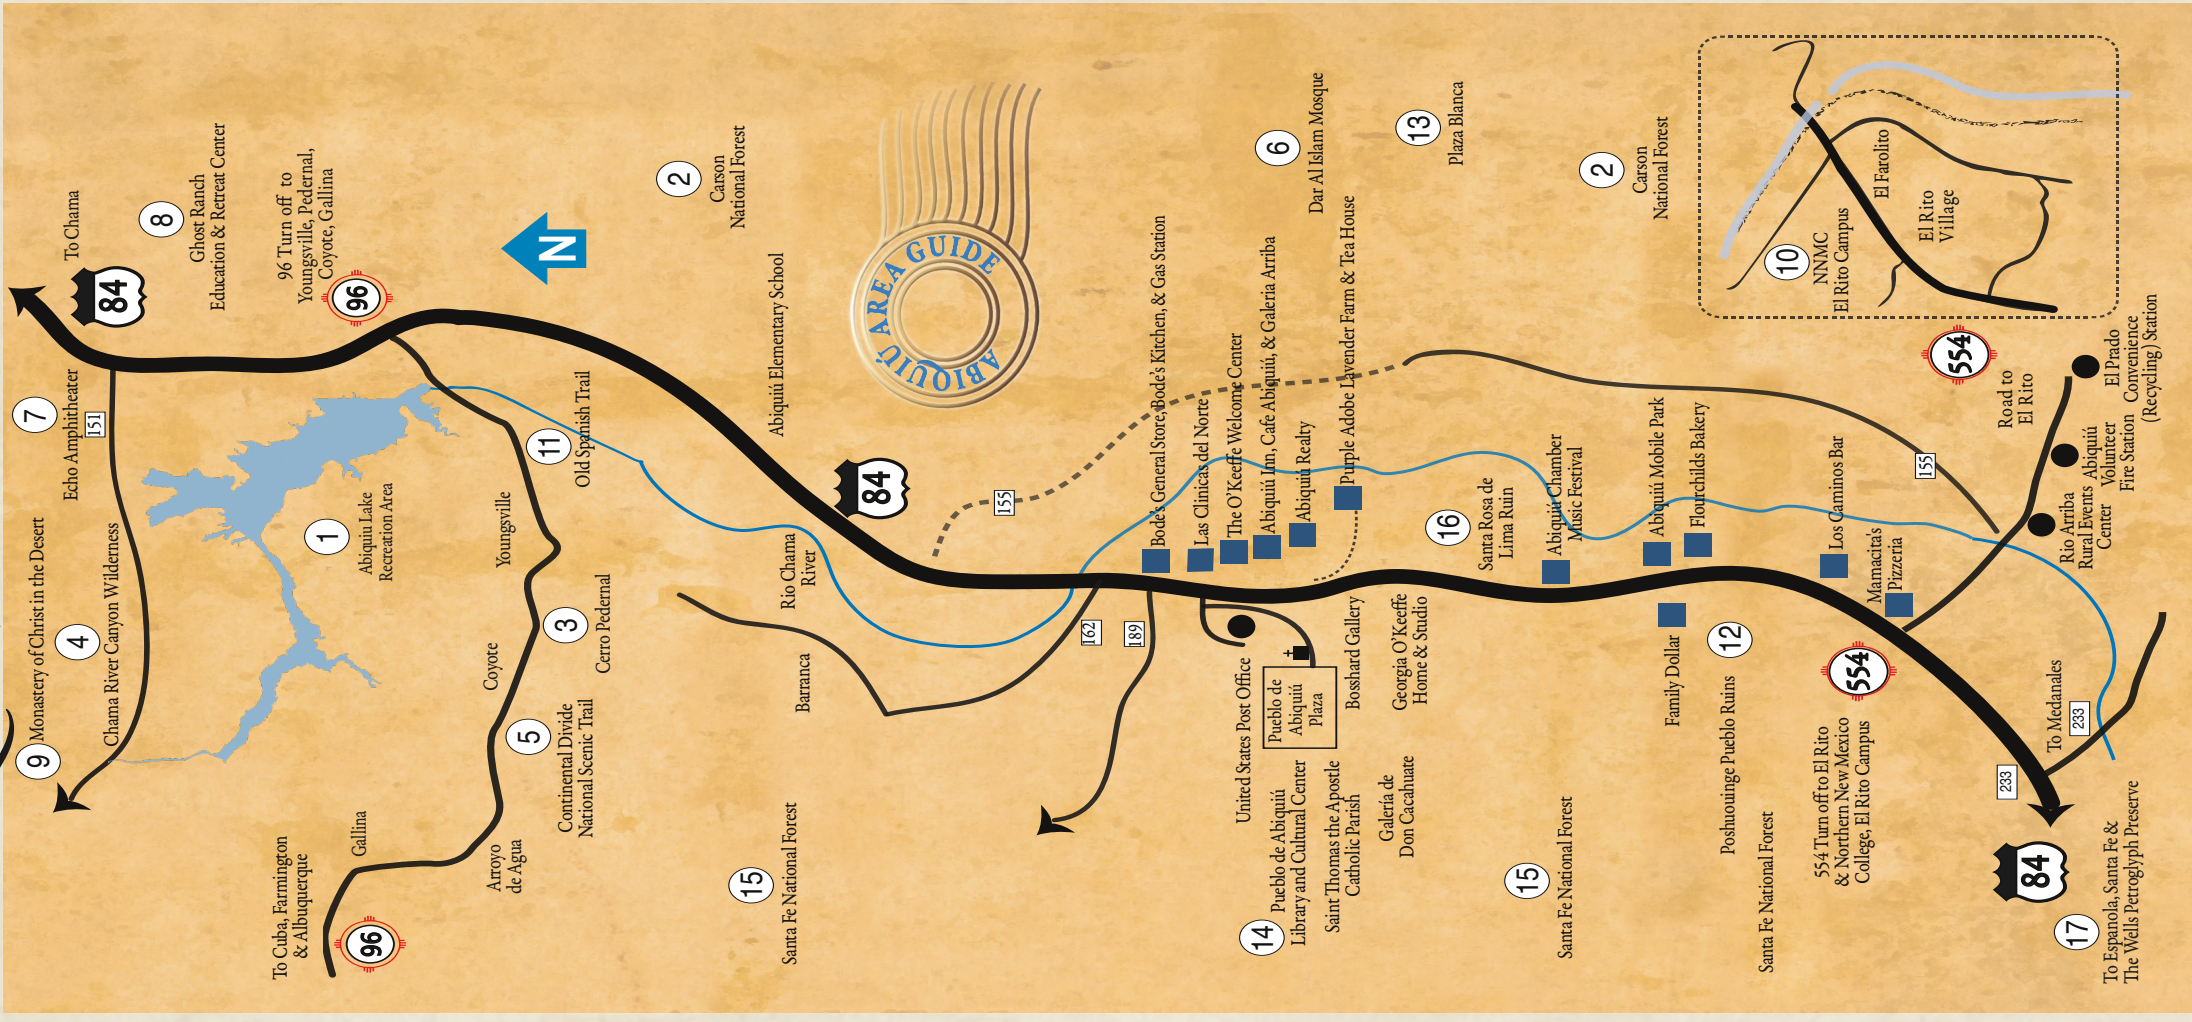 To Chama
84
8
Ghost Ranch
Education & Retreat Center
96 Turn off to
Youngsville, Pedernal,
Coyote, Gallina
96
7
Echo Amphitheater
151
9
Monastery of Christ in the Desert
4
Chama River Canyon Wilderness
1
Abiquiu Lake
Recreation Area
To Cuba, Farmington
& Albuquerque
96
Gallina
Youngsville
Coyote
Arroyo
de Agua
N
11
Old Spanish Trail
3
Cerro Pedernal
5
Continental Divide
National Scenic Trail
2
Carson
National Forest
Abiquiú Elementary School
Rio Chama
River
Barranca
15
Santa Fe National Forest
84
ABIQUIÚ AREA GUIDE
155
162
189
Bode's General Store, Bode's Kitchen, & Gas Station
Las Clinicas del Norte
The O'Keeffe Welcome Center
Abiquiú Inn, Cafe Abiquiú, & Galeria Arriba
Abiquiú Realty
Purple Adobe Lavender Farm & Tea House
6
Dar Al Islam Mosque
13
Plaza Blanca
United States Post Office
Pueblo de
Abiquiú
Plaza
14
Pueblo de Abiquiú
Library and Cultural Center
Saint Thomas the Apostle
Catholic Parish
Bosshard Gallery
Galería de
Don Cacahuate
Georgia O'Keeffe
Home & Studio
16
Santa Rosa de
Lima Ruin
Abiquiú Chamber
Music Festival
15
Santa Fe National Forest
2
Carson
National Forest
Abiquiú Mobile Park
Flourchilds Bakery
Family Dollar
12
Poshuouinge Pueblo Ruins
Santa Fe National Forest
Los Caminos Bar
Mamacita's
Pizzeria
554
554 Turn off to El Rito
& Northern New Mexico
College, El Rito Campus
155
10
NNMC
El Rito Campus
El Farolito
El Rito
Village
554
Road to
El Rito
Rio Arriba
Rural Events
Center
Abiquiú
Volunteer
Fire Station
El Prado
Convenience
(Recycling) Station
To Medanales
233
233
84
17
To Espanola, Santa Fe &
The Wells Petroglyph Preserve